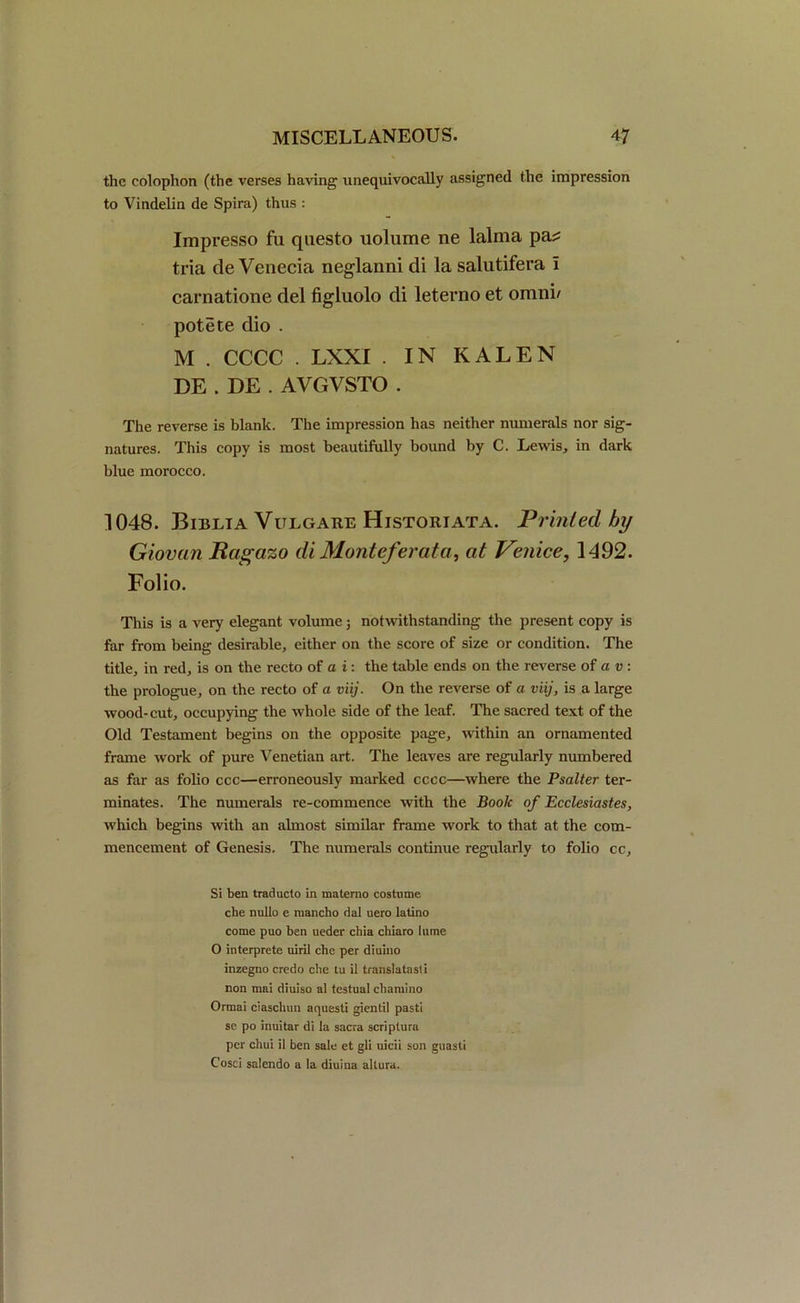 MISCELLANEOUS. 47
the colophon (the verses having unequivocally assigned the impression
to Vindelin de Spira) thus :
Impresso fu questo uolume ne lalma pa⸗
tria de Venecia neglanni di la salutifera ī
carnatione del figluolo di leterno et omni/
potēte dio .
M . CCCC . LXXI . IN KALEN
DE . DE . AVGVSTO .
The reverse is blank. The impression has neither numerals nor sig-
natures. This copy is most beautifully bound by C. Lewis, in dark
blue morocco.
1048. Biblia Vulgare Historiata. Printed by
Giovan Ragazo di Monteferata, at Venice, 1492.
Folio.
This is a very elegant volume; notwithstanding the present copy is
far from being desirable, either on the score of size or condition. The
title, in red, is on the recto of a i: the table ends on the reverse of a v:
the prologue, on the recto of a viij. On the reverse of a viij, is a large
wood-cut, occupying the whole side of the leaf. The sacred text of the
Old Testament begins on the opposite page, within an ornamented
frame work of pure Venetian art. The leaves are regularly numbered
as far as folio ccc—erroneously marked cccc—where the Psalter ter-
minates. The numerals re-commence with the Book of Ecclesiastes,
which begins with an almost similar frame work to that at the com-
mencement of Genesis. The numerals continue regularly to folio cc,
Si ben traducto in materno costume
che nullo e mancho dal uero latino
come puo ben ueder chia chiaro lume
O interprete uiril che per diuino
inzegno credo che tu il translatasti
non mai diuiso al testual chamino
Ormai ciaschun aquesti gientil pasti
se po inuitar di la sacra scriptura
per chui il ben sale et gli uicii son guasti
Cosci salendo a la diuina altura.